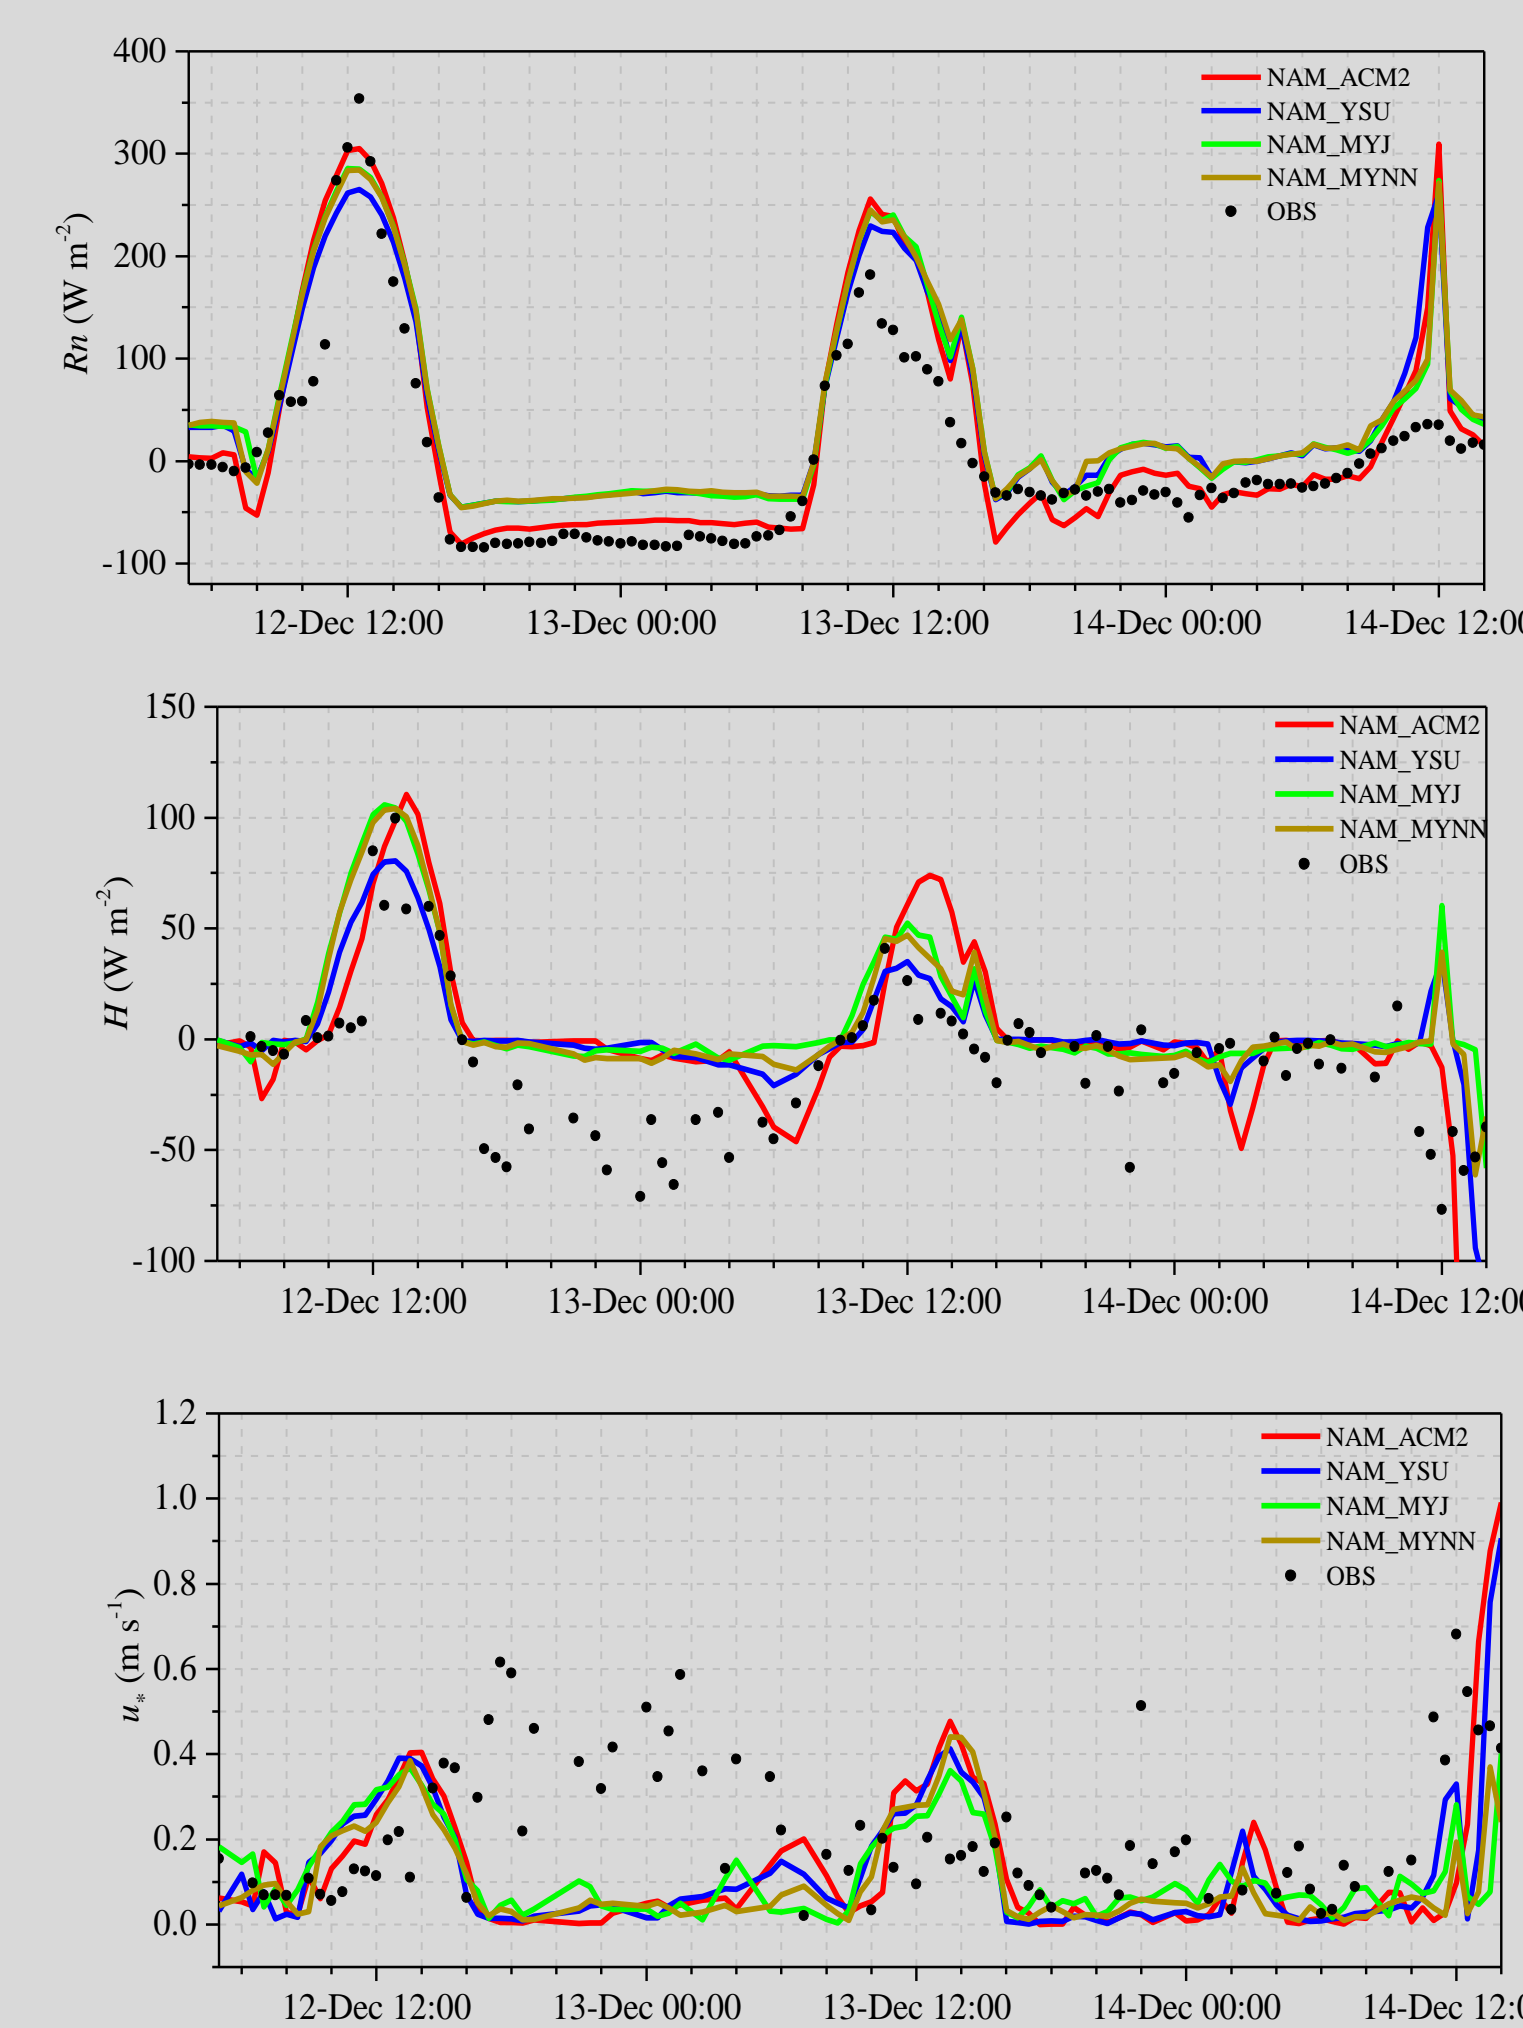 400
300
200
100
0
-100
Rn (W m-2)
NAM_ACM2
NAM_YSU
NAM_MYJ
NAM_MYNN
OBS
12-Dec 12:00
13-Dec 00:00
13-Dec 12:00
14-Dec 00:00
14-Dec 12:00
150
100
50
0
-50
-100
H (W m-2)
NAM_ACM2
NAM_YSU
NAM_MYJ
NAM_MYNN
OBS
12-Dec 12:00
13-Dec 00:00
13-Dec 12:00
14-Dec 00:00
14-Dec 12:00
1.2
1.0
0.8
0.6
0.4
0.2
0.0
u* (m s-1)
NAM_ACM2
NAM_YSU
NAM_MYJ
NAM_MYNN
OBS
12-Dec 12:00
13-Dec 00:00
13-Dec 12:00
14-Dec 00:00
14-Dec 12:0